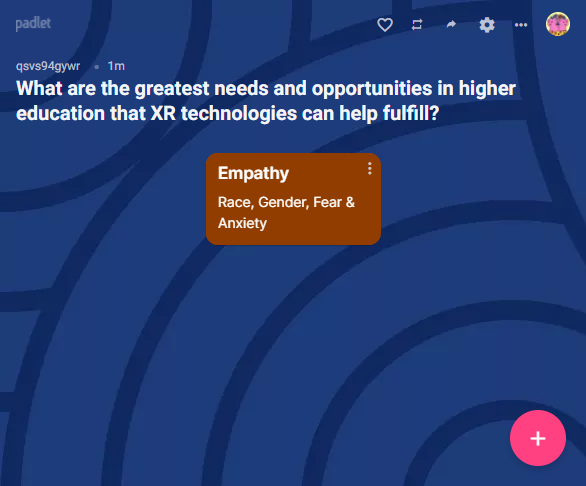 padlet
qsvs94gywr • 1m
What are the greatest needs and opportunities in higher
education that XR technologies can help fulfill?
Empathy
Race, Gender, Fear &
Anxiety